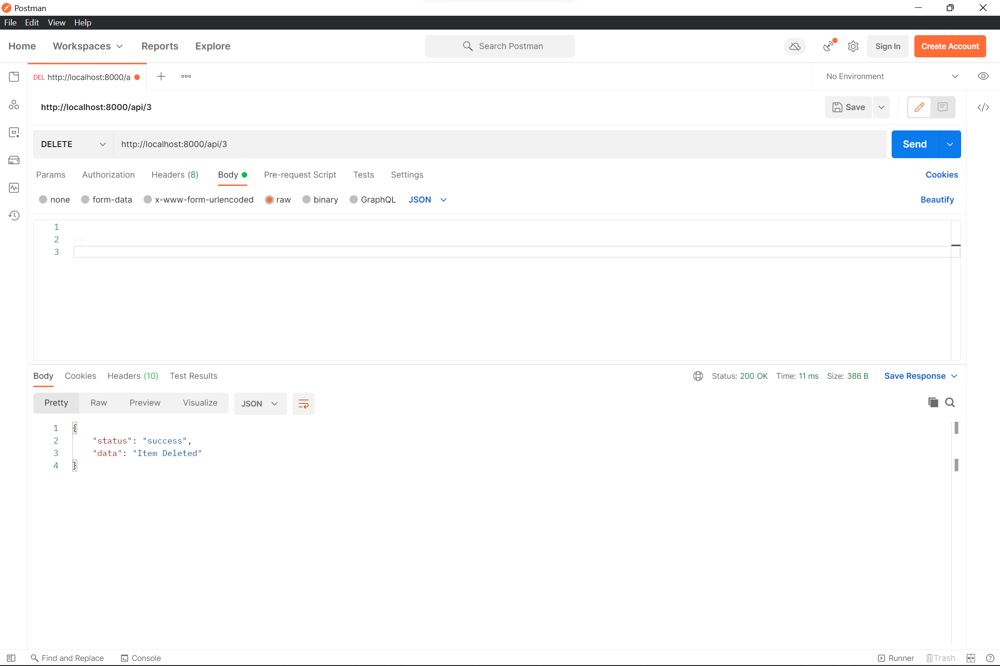 Postman
File Edit View Help
Home Workspaces Reports Explore Search Postman Sign In Create Account
DEL http://localhost:8000/a No Environment
http://localhost:8000/api/3 Save
DELETE http://localhost:8000/api/3 Send
Params Authorization Headers (8) Body Pre-request Script Tests Settings Cookies
none form-data x-www-form-urlencoded raw binary GraphQL JSON Beautify
1
2
3
Body Cookies Headers (10) Test Results Status: 200 OK Time: 11 ms Size: 386 B Save Response
Pretty Raw Preview Visualize JSON
1 {
2 "status": "success",
3 "data": "Item Deleted"
4 }
Find and Replace Console Runner Trash